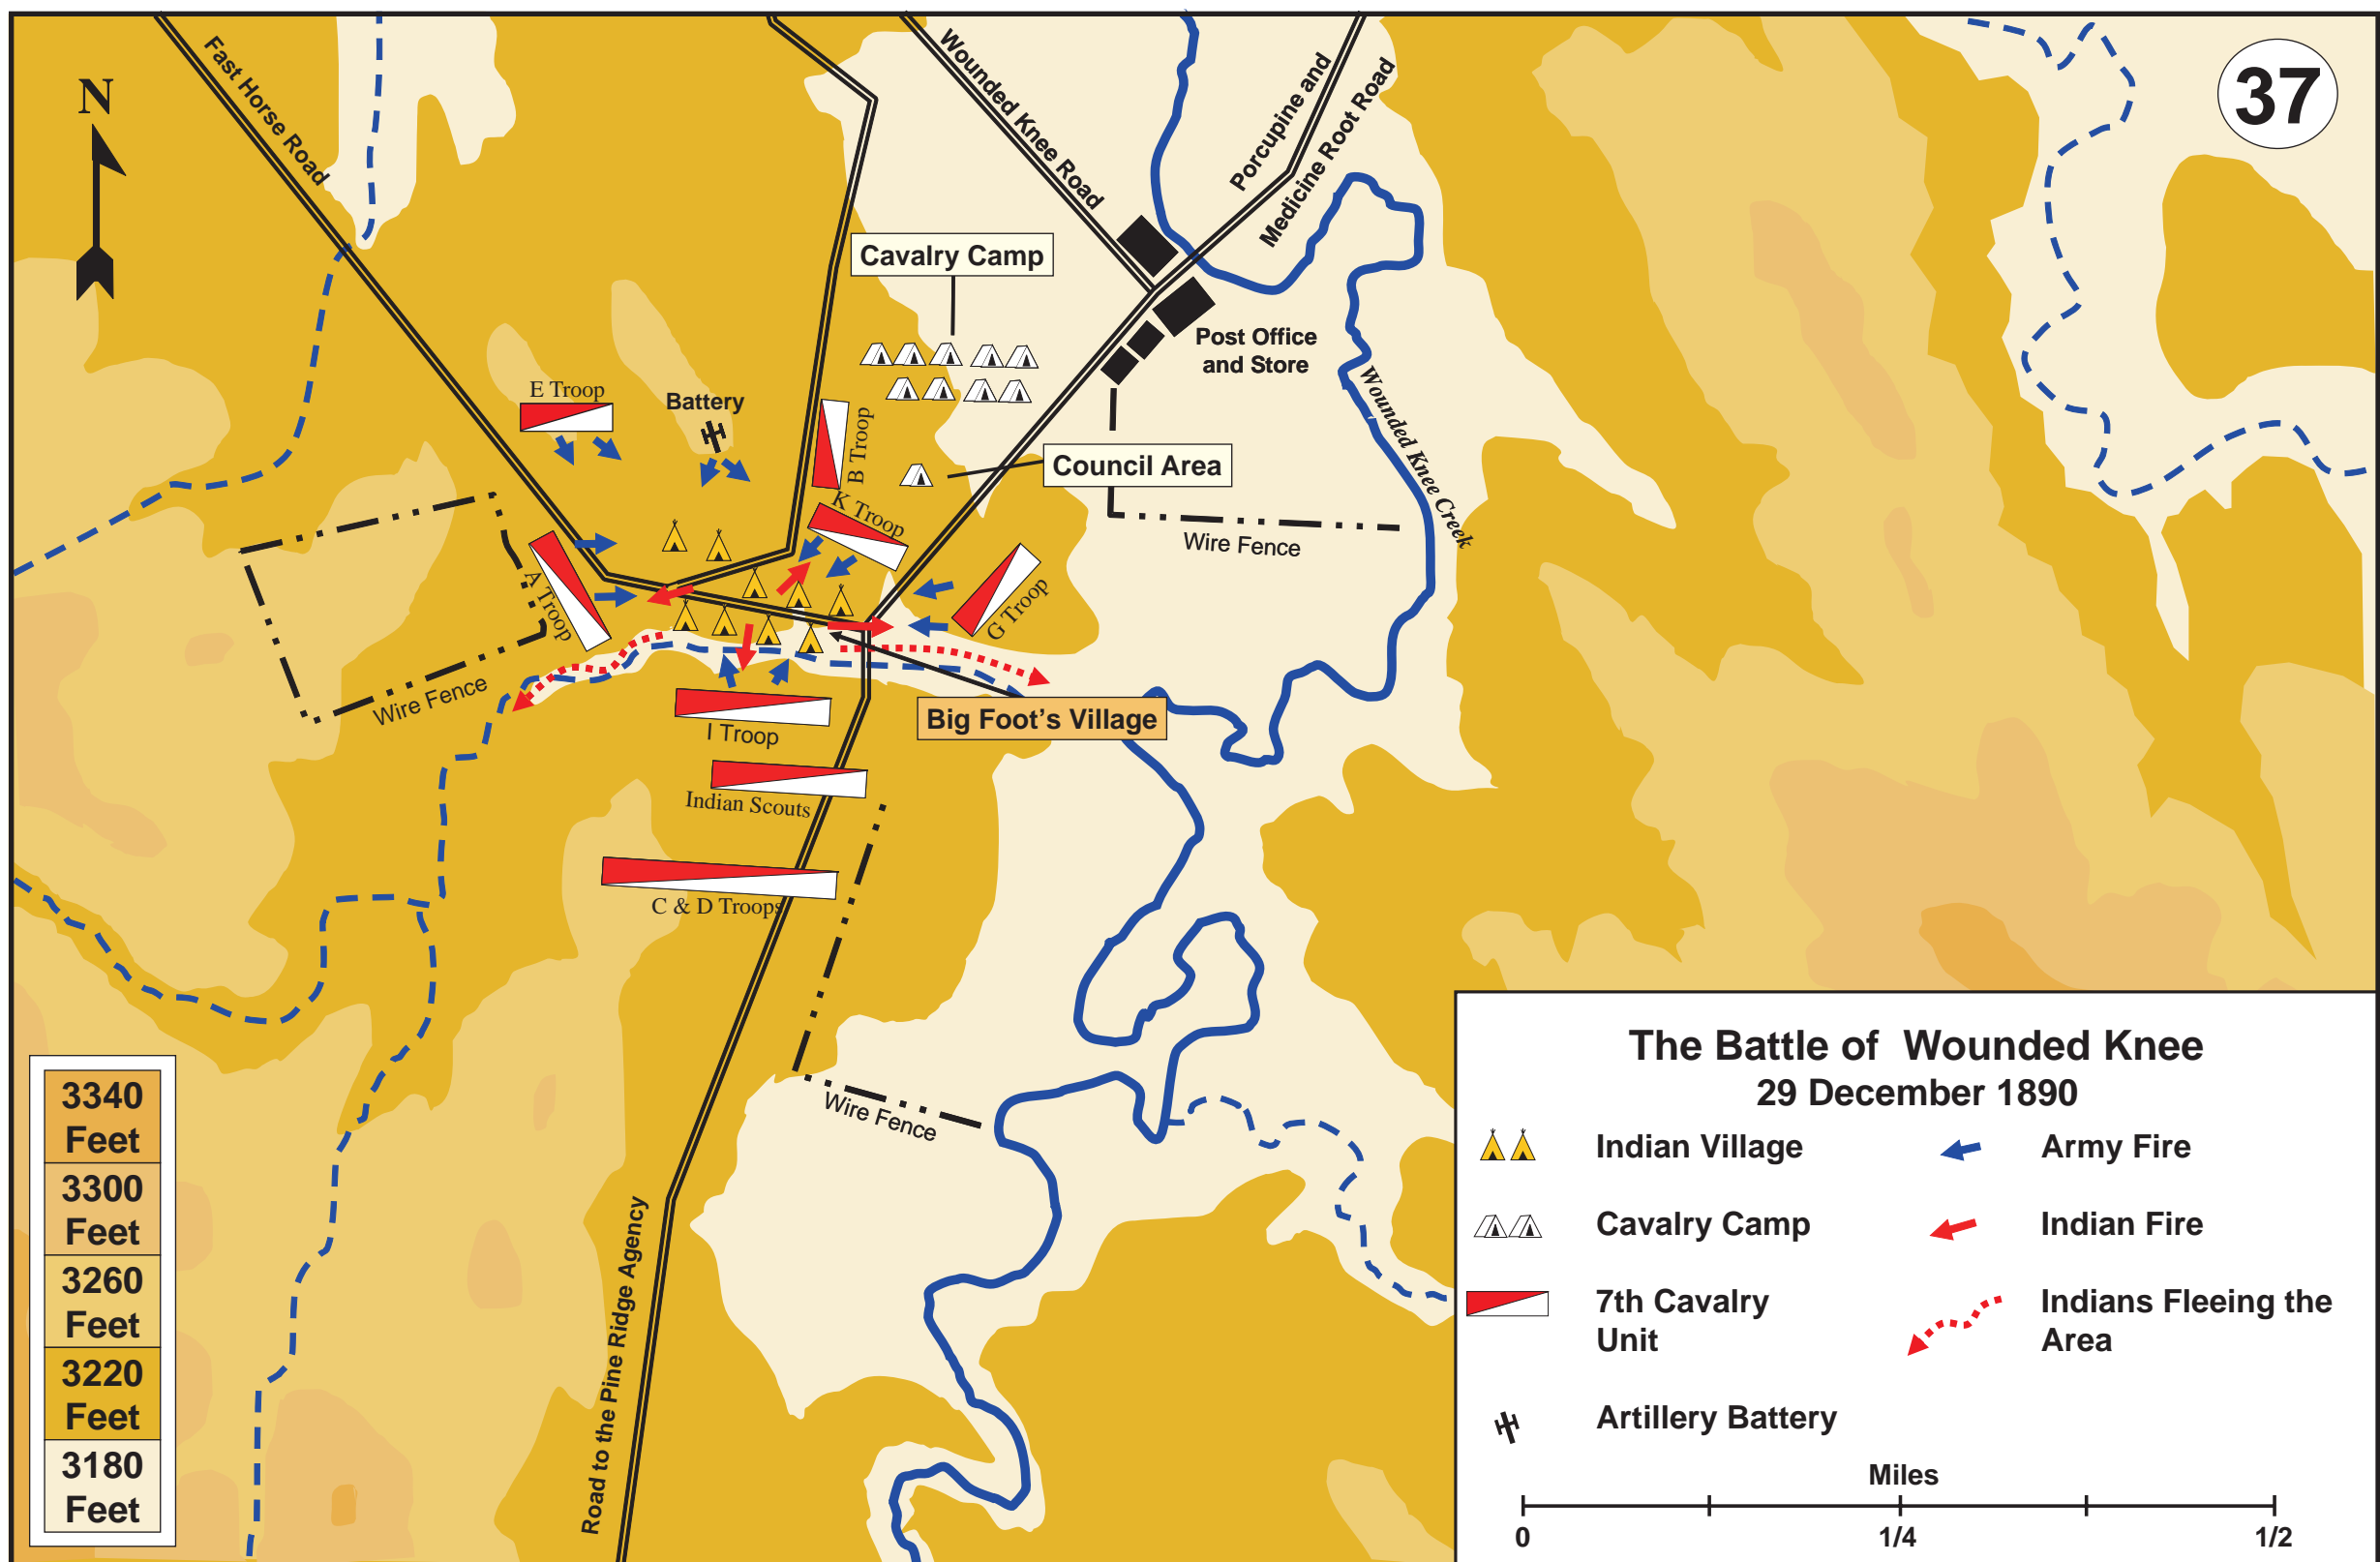 37
N
Fast Horse Road
Wounded Knee Road
Porcupine and
Medicine Root Road
Cavalry Camp
Post Office
and Store
E Troop
Battery
B Troop
K Troop
Council Area
Wounded Knee Creek
Wire Fence
A Troop
G Troop
Wire Fence
I Troop
Big Foot’s Village
Indian Scouts
C & D Troops
Wire Fence
Road to the Pine Ridge Agency
3340
Feet
3300
Feet
3260
Feet
3220
Feet
3180
Feet
The Battle of Wounded Knee
29 December 1890
Indian Village
Army Fire
Cavalry Camp
Indian Fire
7th Cavalry
Unit
Indians Fleeing the
Area
Artillery Battery
Miles
0 1/4 1/2